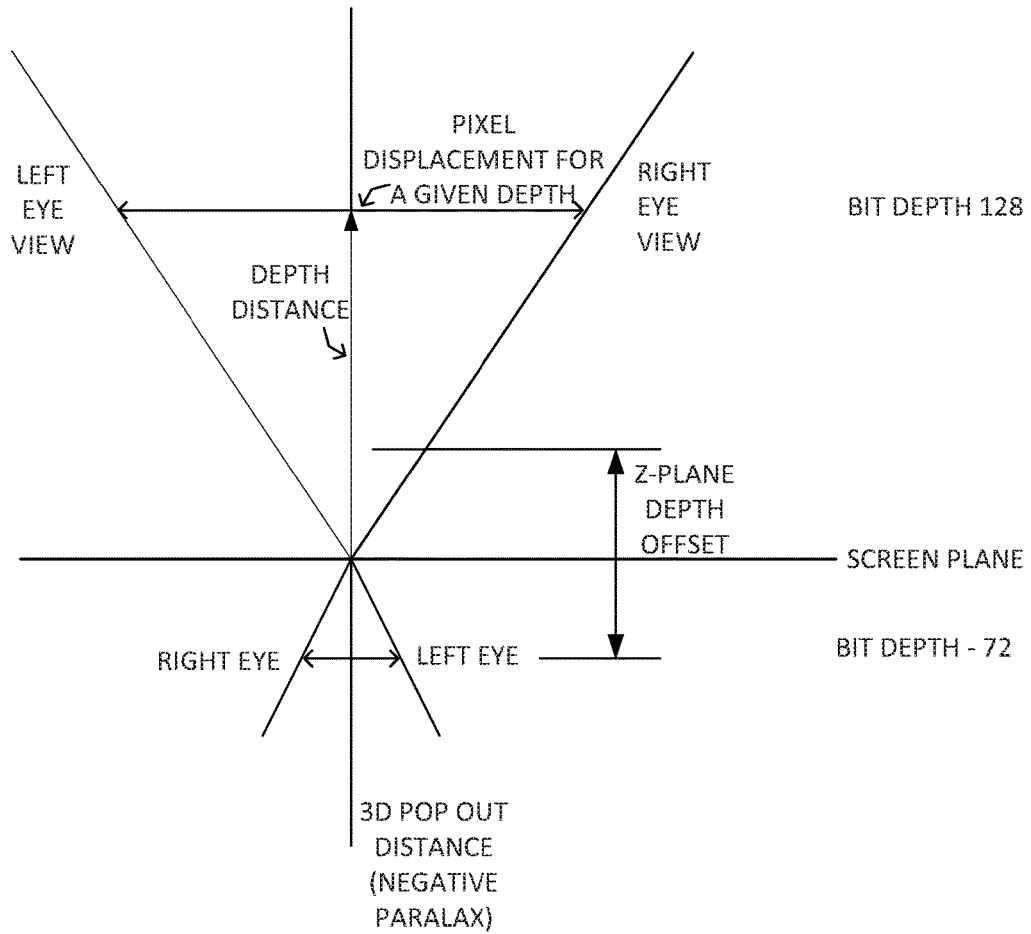 PIXEL
DISPLACEMENT FOR
A GIVEN DEPTH
LEFT
EYE
VIEW
RIGHT
EYE
VIEW
BIT DEPTH 128
DEPTH
DISTANCE
Z-PLANE
DEPTH
OFFSET
SCREEN PLANE
RIGHT EYE
LEFT EYE
BIT DEPTH - 72
3D POP OUT
DISTANCE
(NEGATIVE
PARALAX)